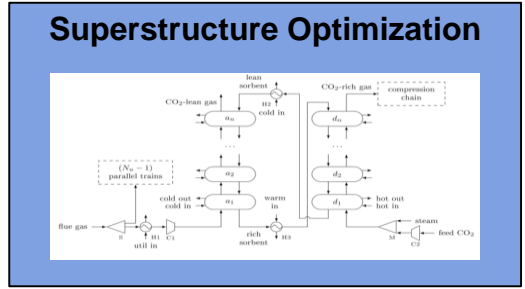 Superstructure Optimization
lean
sorbent
CO₂-lean gas
H2
cold in
CO₂-rich gas
compression
chain
aₙ
dₙ
...
...
(Nᵤ − 1)
parallel trains
a₂
d₂
cold out
cold in
a₁
warm
in
d₁
hot out
hot in
flue gas
S
H1
C1
util in
rich
sorbent
H3
steam
M
C2
feed CO₂